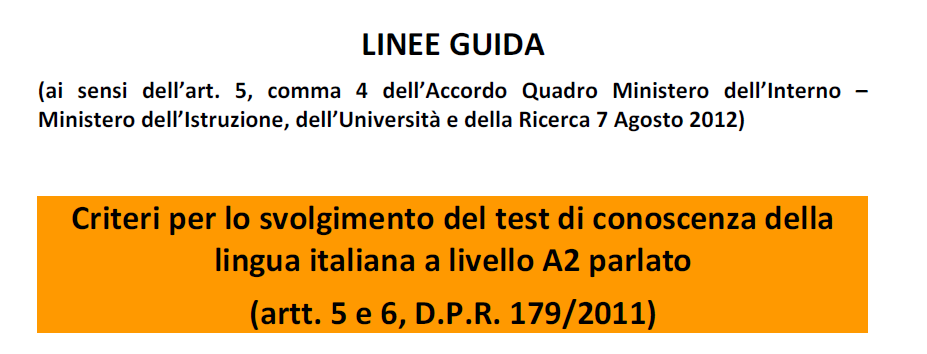 LINEE GUIDA
(ai sensi dell’art. 5, comma 4 dell’Accordo Quadro Ministero dell’Interno –
Ministero dell’Istruzione, dell’Università e della Ricerca 7 Agosto 2012)
Criteri per lo svolgimento del test di conoscenza della
lingua italiana a livello A2 parlato
(artt. 5 e 6, D.P.R. 179/2011)